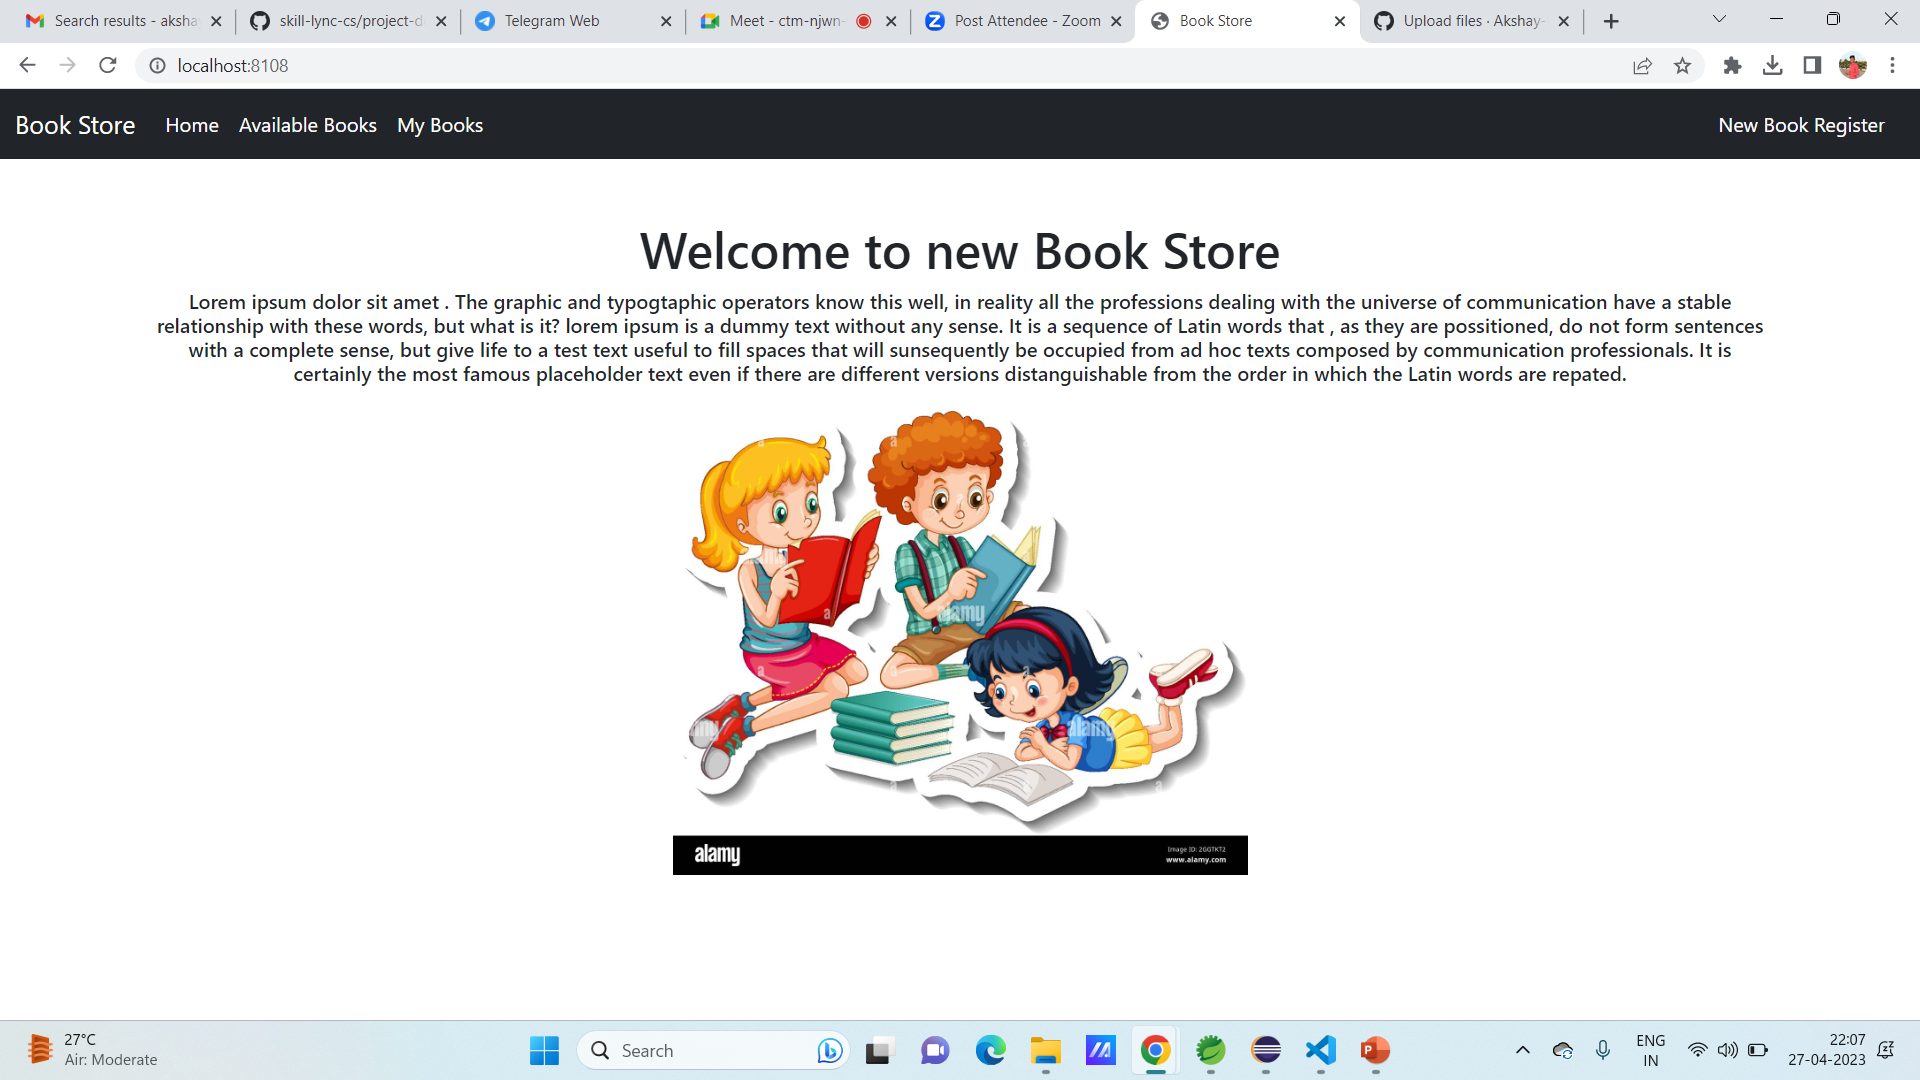 Search results - aksha
skill-lync-cs/project-d
Telegram Web
Meet - ctm-njwn-
Post Attendee - Zoom
Book Store
Upload files · Akshay-
localhost:8108
Book Store
Home
Available Books
My Books
New Book Register
Welcome to new Book Store
Lorem ipsum dolor sit amet . The graphic and typogtaphic operators know this well, in reality all the professions dealing with the universe of communication have a stable
relationship with these words, but what is it? lorem ipsum is a dummy text without any sense. It is a sequence of Latin words that , as they are possitioned, do not form sentences
with a complete sense, but give life to a test text useful to fill spaces that will sunsequently be occupied from ad hoc texts composed by communication professionals. It is
certainly the most famous placeholder text even if there are different versions distanguishable from the order in which the Latin words are repated.
a
a
a
alamy
a
a
alamy
a
a
alamy
alamy
a
a
alamy
Image ID: 2GGTKT2
www.alamy.com
27°C
Air: Moderate
Search
ENG
IN
22:07
27-04-2023